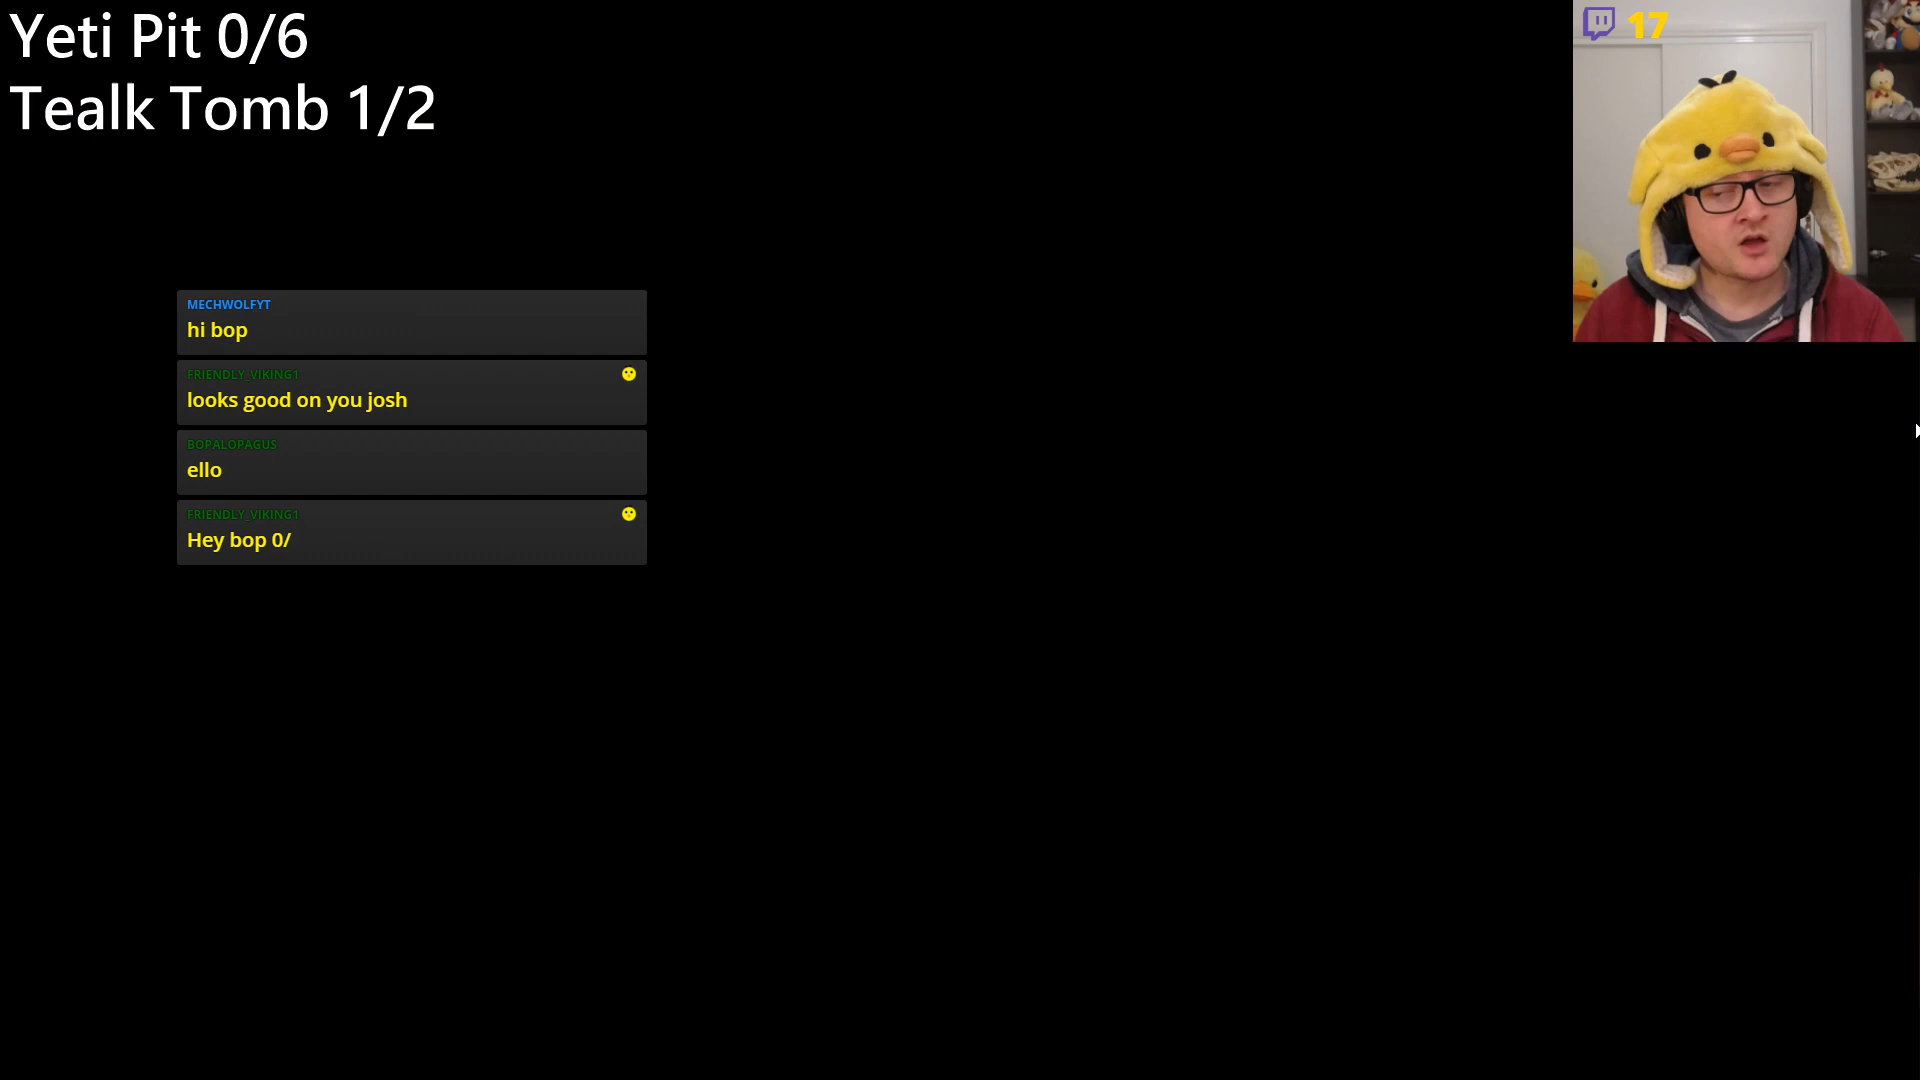 Yeti Pit 0/6
Tealk Tomb 1/2
17
MECHWOLFYT
hi bop
FRIENDLY_VIKING1
looks good on you josh
BOPALOPAGUS
ello
FRIENDLY_VIKING1
Hey bop 0/